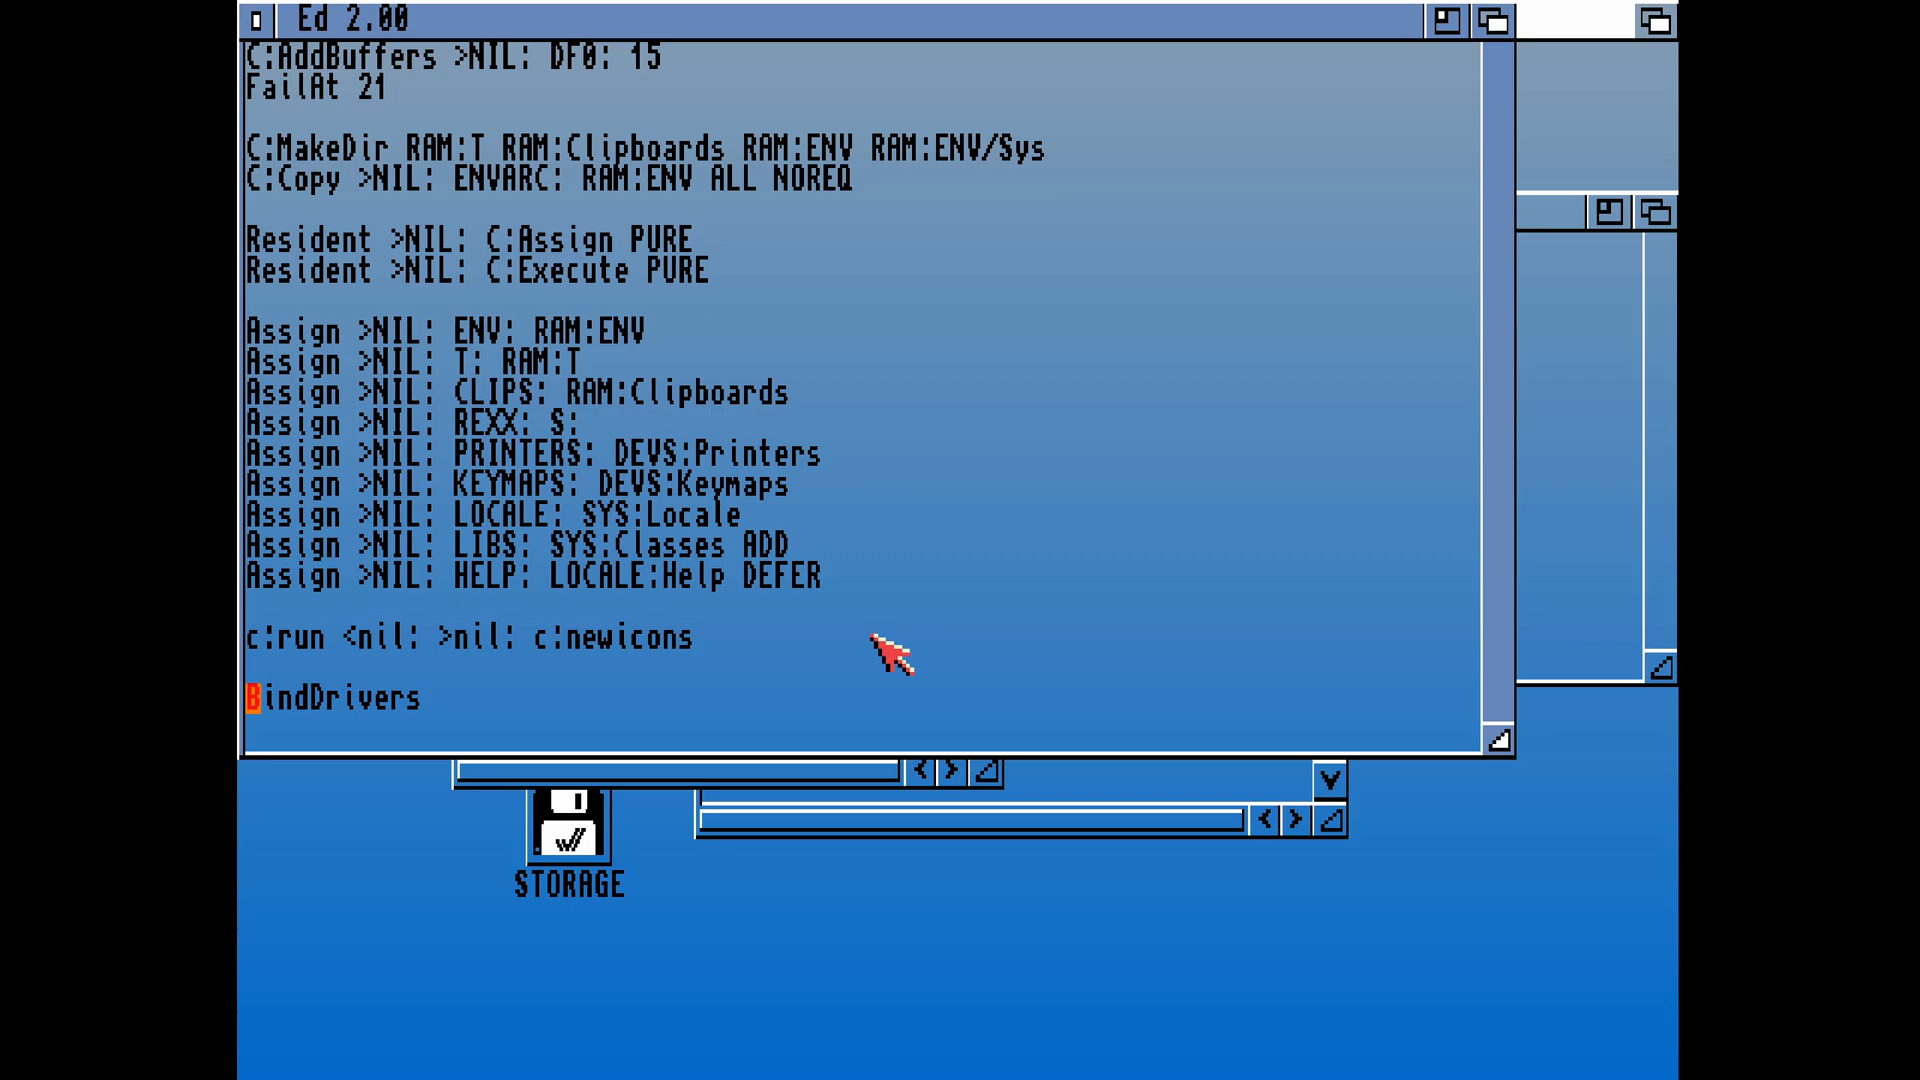 Ed 2.00
C:AddBuffers >NIL: DF0: 15
FailAt 21
C:MakeDir RAM:T RAM:Clipboards RAM:ENV RAM:ENV/Sys
C:Copy >NIL: ENVARC: RAM:ENV ALL NOREQ
Resident >NIL: C:Assign PURE
Resident >NIL: C:Execute PURE
Assign >NIL: ENV: RAM:ENV
Assign >NIL: T: RAM:T
Assign >NIL: CLIPS: RAM:Clipboards
Assign >NIL: REXX: S:
Assign >NIL: PRINTERS: DEVS:Printers
Assign >NIL: KEYMAPS: DEVS:Keymaps
Assign >NIL: LOCALE: SYS:Locale
Assign >NIL: LIBS: SYS:Classes ADD
Assign >NIL: HELP: LOCALE:Help DEFER
c:run <nil: >nil: c:newicons
BindDrivers
STORAGE